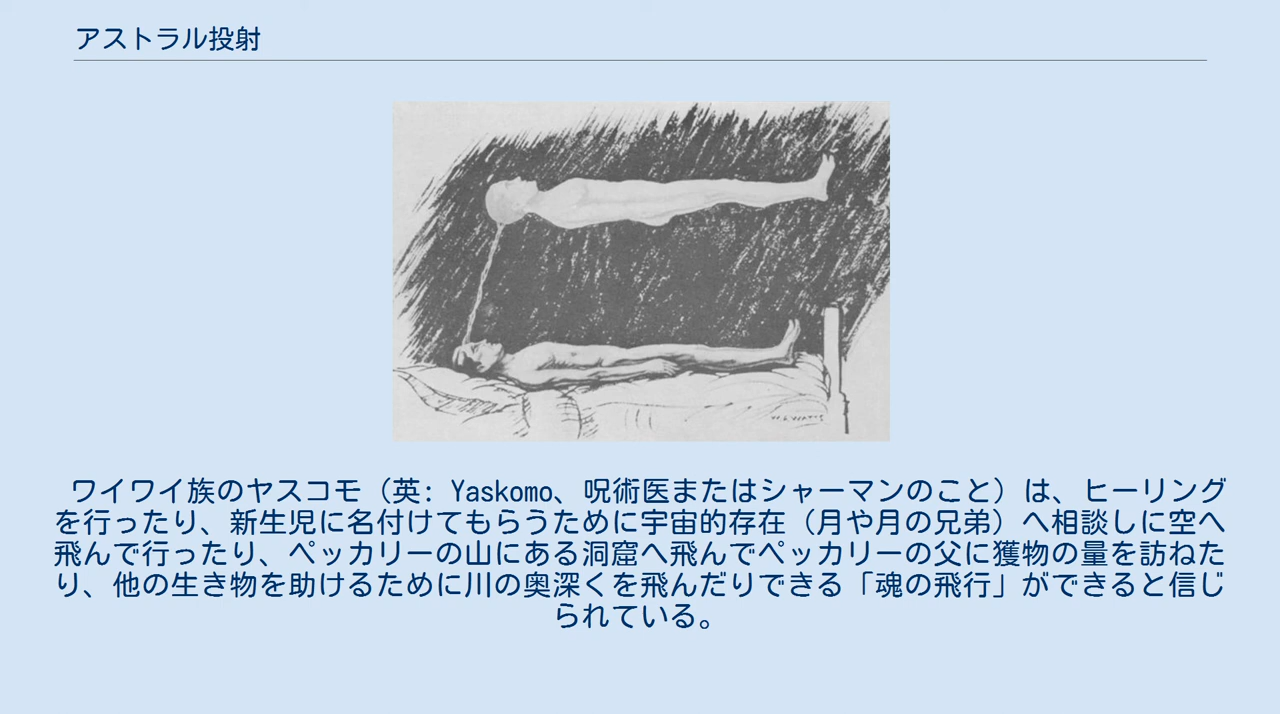 アストラル投射
ワイワイ族のヤスコモ（英: Yaskomo、呪術医またはシャーマンのこと）は、ヒーリング
を行ったり、新生児に名付けてもらうために宇宙的存在（月や月の兄弟）へ相談しに空へ
飛んで行ったり、ペッカリーの山にある洞窟へ飛んでペッカリーの父に獲物の量を訪ねた
り、他の生き物を助けるために川の奥深くを飛んだりできる「魂の飛行」ができると信じ
られている。